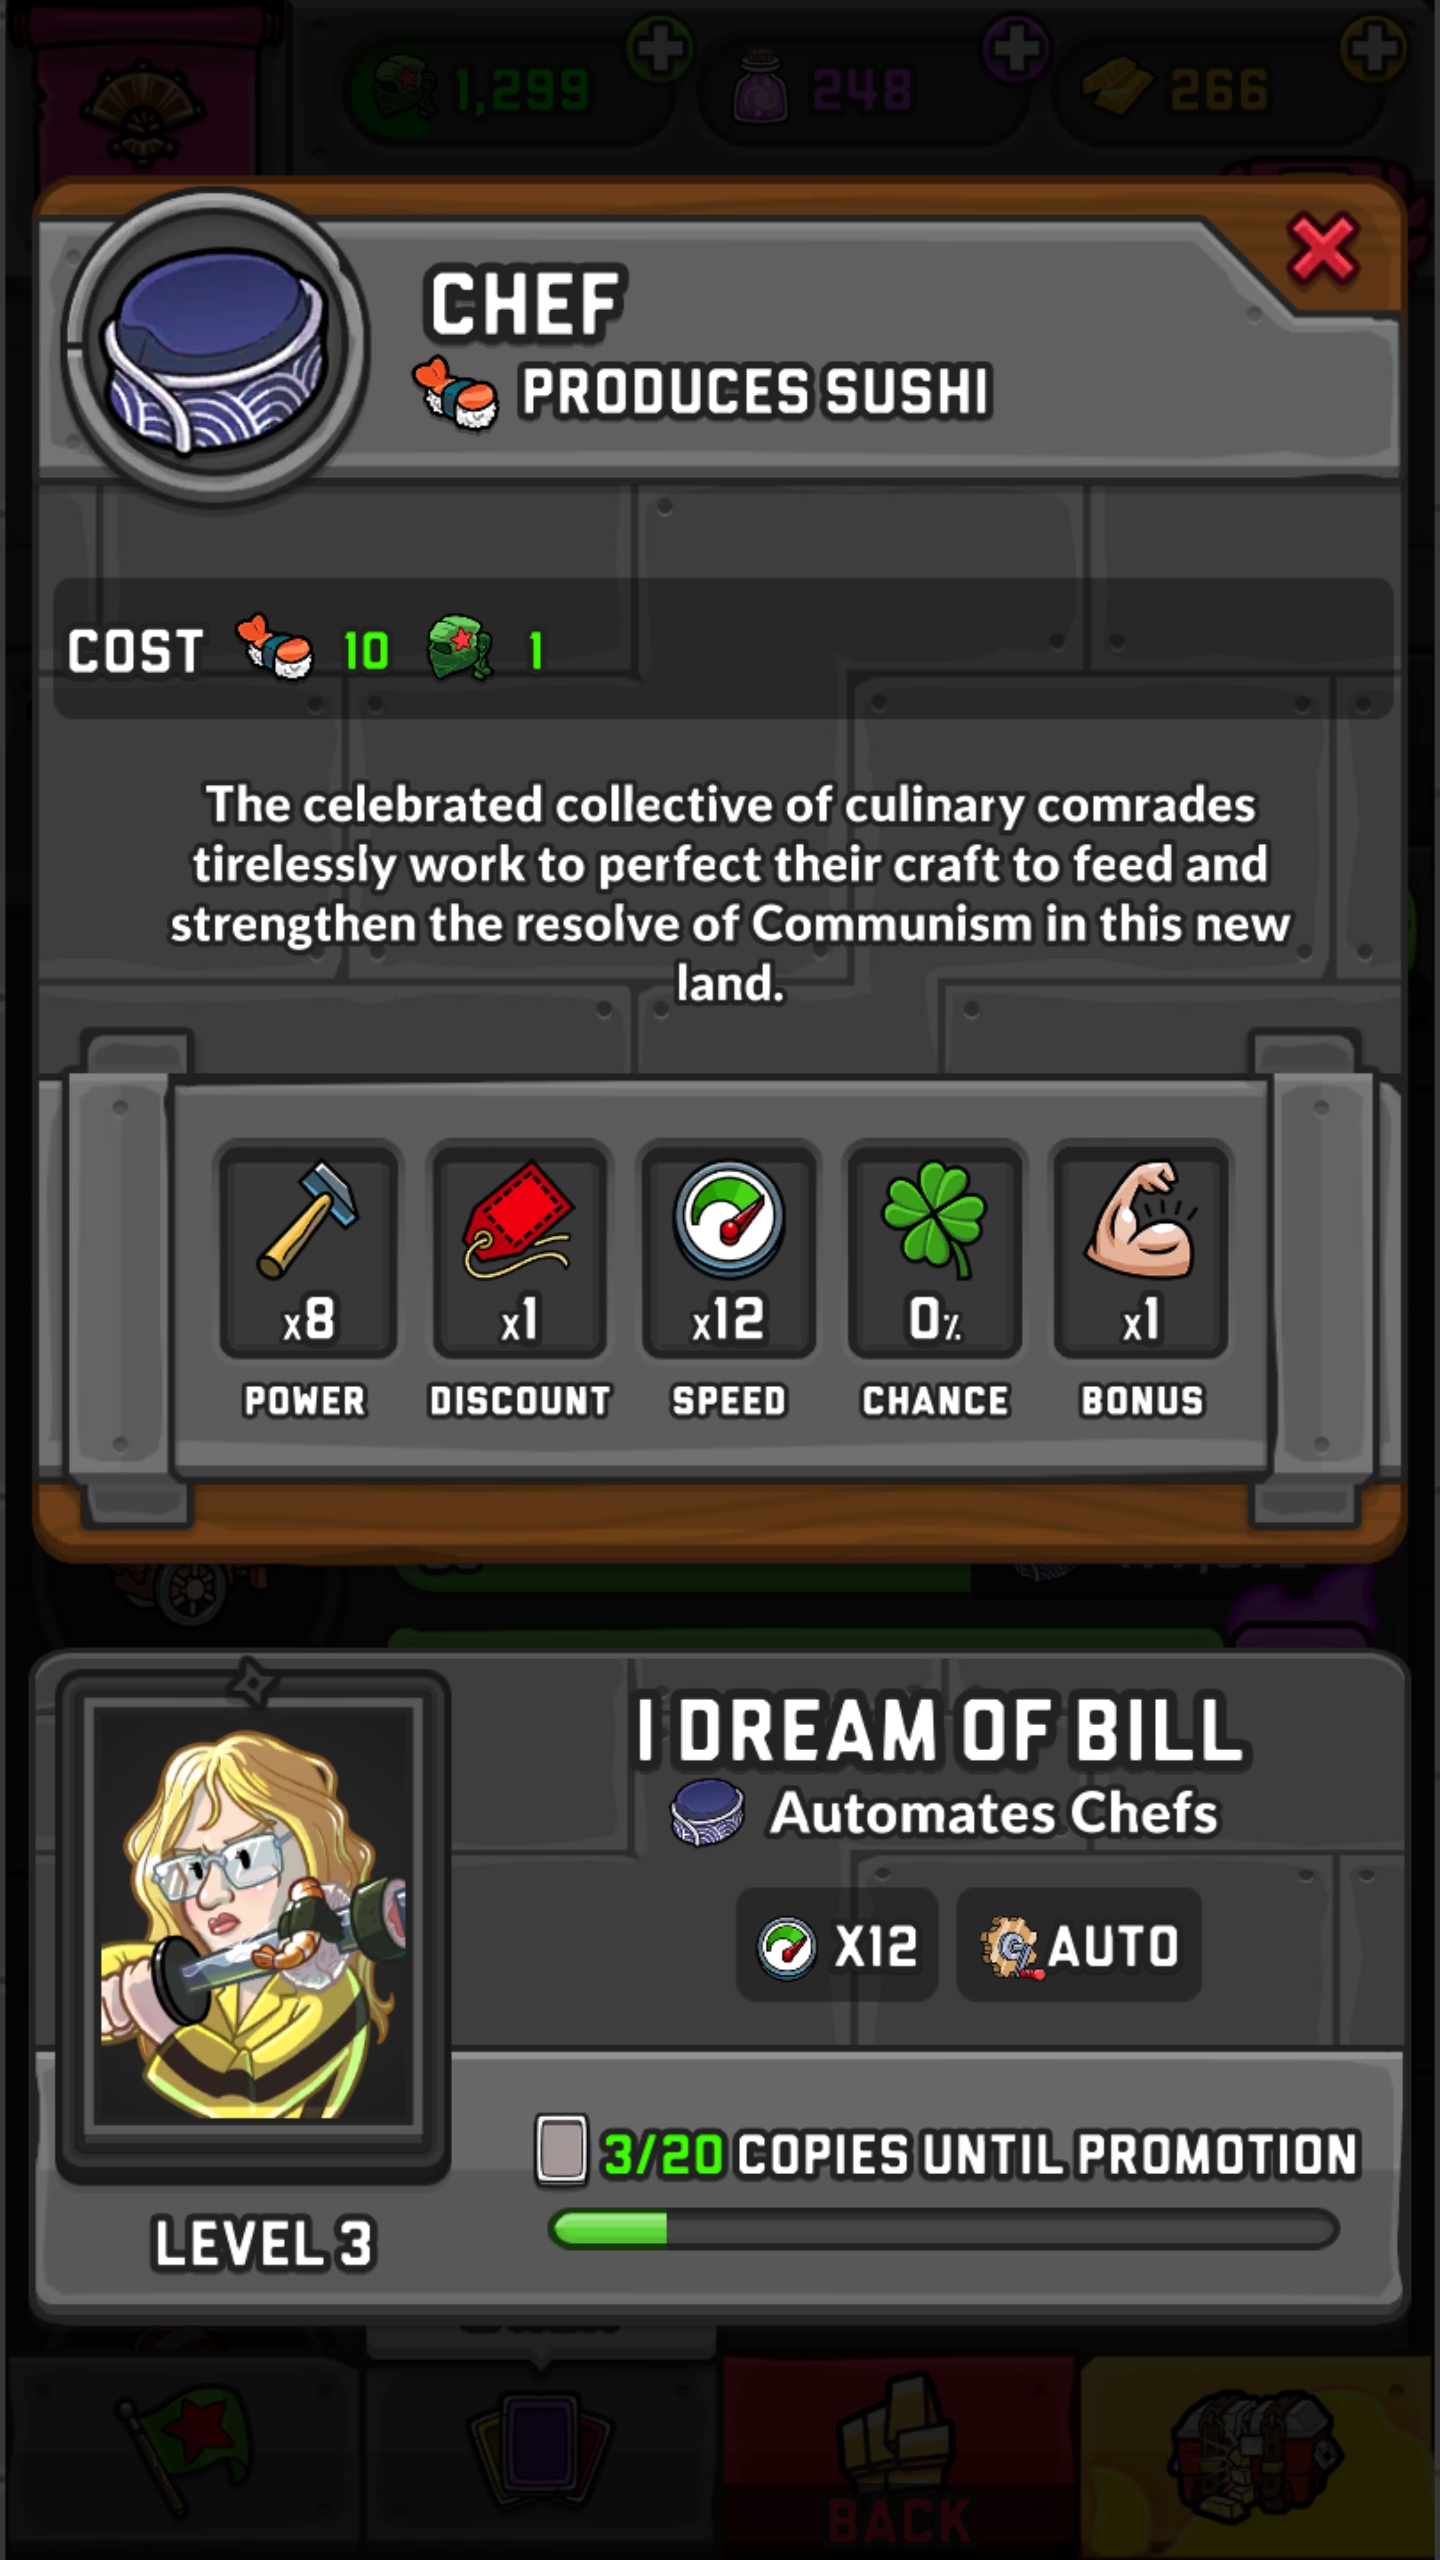 1,299 248 266
CHEF
PRODUCES SUSHI
COST 10 1
The celebrated collective of culinary comrades
tirelessly work to perfect their craft to feed and
strengthen the resolve of Communism in this new
land.
x8 x1 x12 0% x1
POWER DISCOUNT SPEED CHANCE BONUS
I DREAM OF BILL
Automates Chefs
X12 AUTO
3/20 COPIES UNTIL PROMOTION
LEVEL 3
BACK